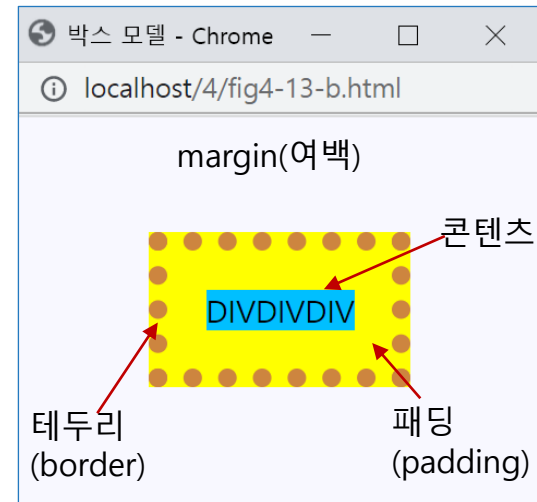 박스 모델 - Chrome
localhost/4/fig4-13-b.html
margin(여백)
콘텐츠
DIVDIVDIV
테두리
(border)
패딩
(padding)